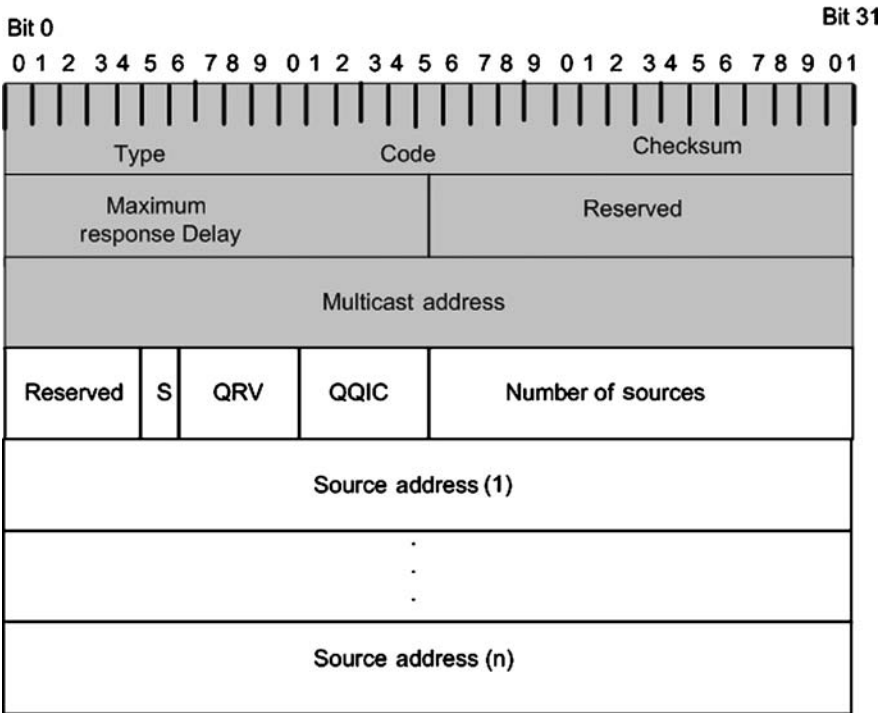 Bit 0 Bit 31
0 1 2 3 4 5 6 7 8 9 0 1 2 3 4 5 6 7 8 9 0 1 2 3 4 5 6 7 8 9 0 1
Type Code Checksum
Maximum Reserved
response Delay
Multicast address
Reserved S QRV QQIC Number of sources
Source address (1)
.
.
.
Source address (n)